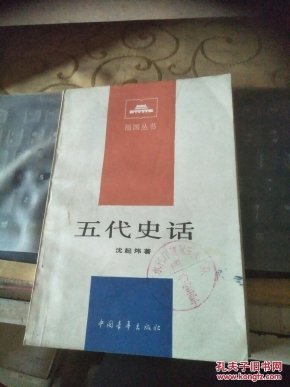 祖国丛书
五代史话
沈起炜著
中国青年出版社
孔夫子旧书网